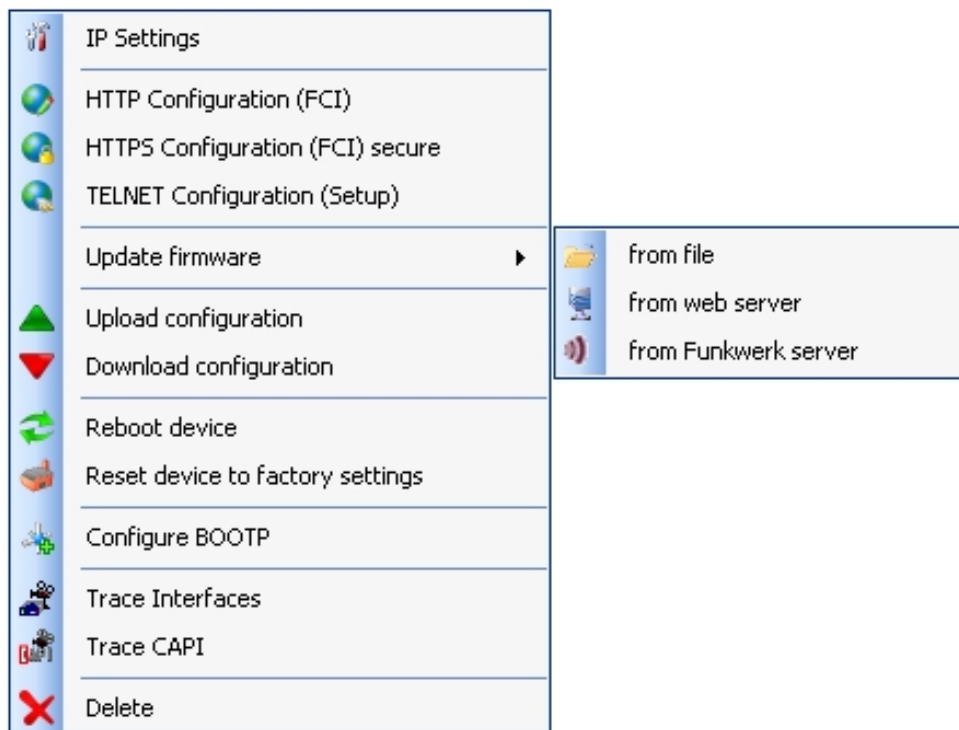 IP Settings
HTTP Configuration (FCI)
HTTPS Configuration (FCI) secure
TELNET Configuration (Setup)
Update firmware
from file
from web server
from Funkwerk server
Upload configuration
Download configuration
Reboot device
Reset device to factory settings
Configure BOOTP
Trace Interfaces
Trace CAPI
Delete